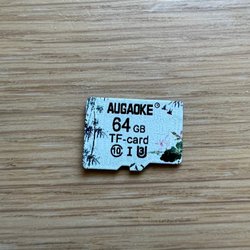 AUGAOKE
64 GB
TF-card
10 I U3